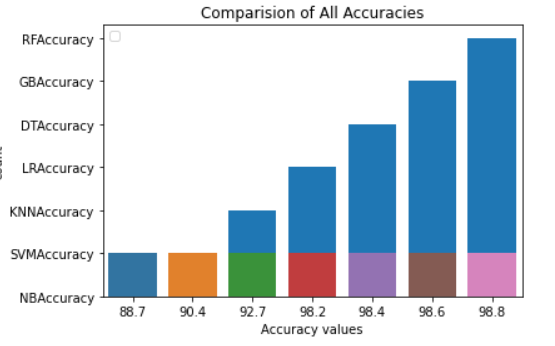 Comparision of All Accuracies
RFAccuracy
GBAccuracy
DTAccuracy
LRAccuracy
KNNAccuracy
SVMAccuracy
NBAccuracy
88.7 90.4 92.7 98.2 98.4 98.6 98.8
Accuracy values